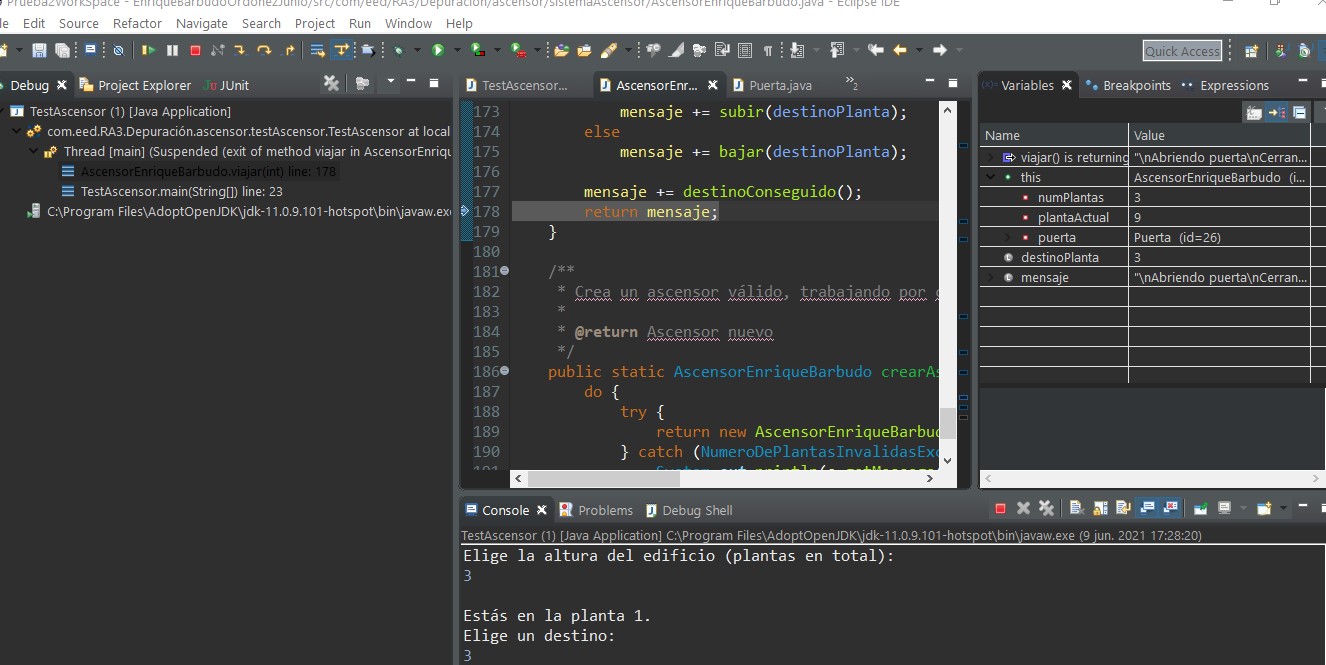 Prueba2WorkSpace - EnriqueBarbudoOrdonezJunio/src/com/eed/RA3/Depuración/ascensor/sistemaAscensor/AscensorEnriqueBarbudo.java - Eclipse IDE
Edit Source Refactor Navigate Search Project Run Window Help
Quick Access
Debug Project Explorer JUnit
TestAscensor (1) [Java Application]
com.eed.RA3.Depuración.ascensor.testAscensor.TestAscensor at local
Thread [main] (Suspended (exit of method viajar in AscensorEnriqu
AscensorEnriqueBarbudo.viajar(int) line: 178
TestAscensor.main(String[]) line: 23
C:\Program Files\AdoptOpenJDK\jdk-11.0.9.101-hotspot\bin\javaw.exe
TestAscensor... AscensorEnr... Puerta.java »2
173 mensaje += subir(destinoPlanta);
174 else
175 mensaje += bajar(destinoPlanta);
176
177 mensaje += destinoConseguido();
178 return mensaje;
179 }
180
181 /**
182 * Crea un ascensor válido, trabajando por
183 *
184 * @return Ascensor nuevo
185 */
186 public static AscensorEnriqueBarbudo crearAs
187 do {
188 try {
189 return new AscensorEnriqueBarbud
190 } catch (NumeroDePlantasInvalidasExc
Variables Breakpoints Expressions
Name Value
viajar() is returning "\nAbriendo puerta\nCerran...
this AscensorEnriqueBarbudo (i...
numPlantas 3
plantaActual 9
puerta Puerta (id=26)
destinoPlanta 3
mensaje "\nAbriendo puerta\nCerran...
Console Problems Debug Shell
TestAscensor (1) [Java Application] C:\Program Files\AdoptOpenJDK\jdk-11.0.9.101-hotspot\bin\javaw.exe (9 jun. 2021 17:28:20)
Elige la altura del edificio (plantas en total):
3
Estás en la planta 1.
Elige un destino:
3